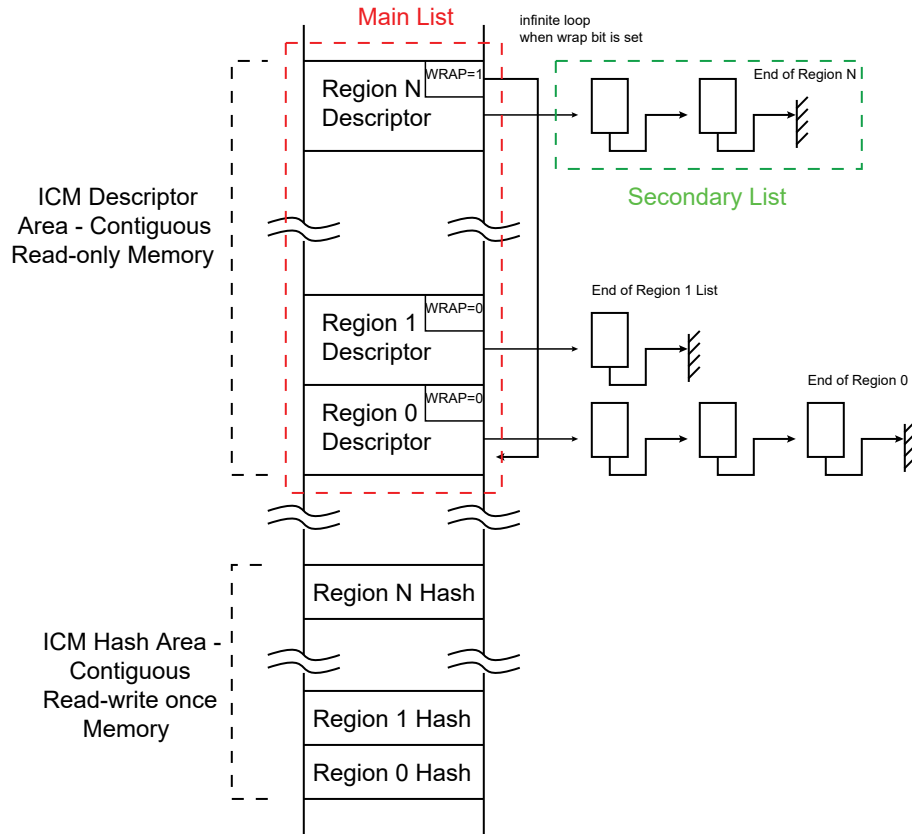 Main List
infinite loop
when wrap bit is set
WRAP=1
Region N
Descriptor
End of Region N
Secondary List
ICM Descriptor
Area - Contiguous
Read-only Memory
WRAP=0
Region 1
Descriptor
End of Region 1 List
WRAP=0
Region 0
Descriptor
End of Region 0
Region N Hash
ICM Hash Area -
Contiguous
Read-write once
Memory
Region 1 Hash
Region 0 Hash